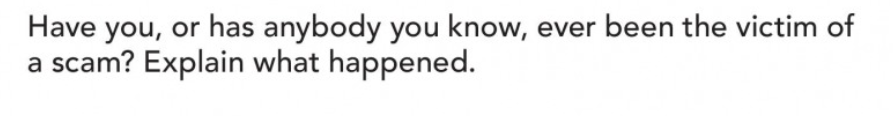 Have you, or has anybody you know, ever been the victim of
a scam? Explain what happened.